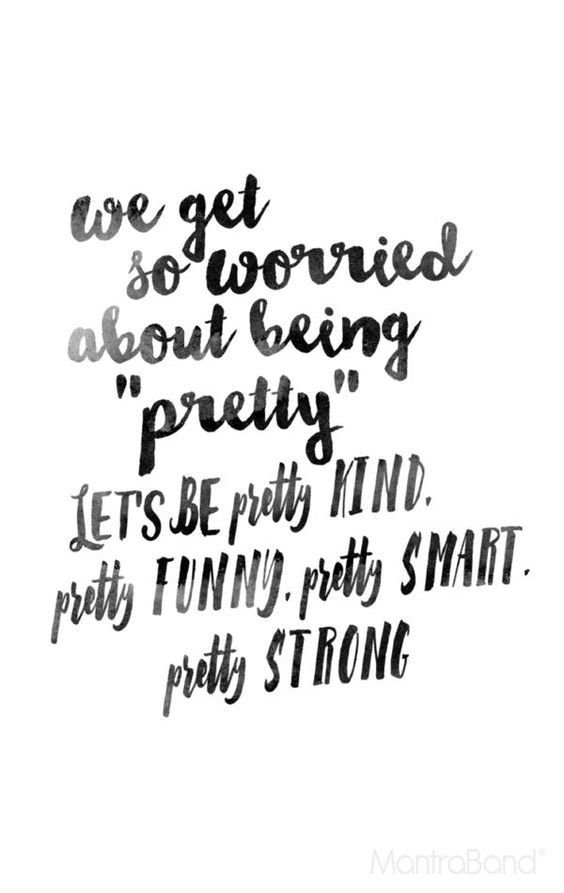 we get
so worried
about being
"pretty"
LET'S BE pretty KIND.
pretty FUNNY. pretty SMART.
pretty STRONG
MantraBand®